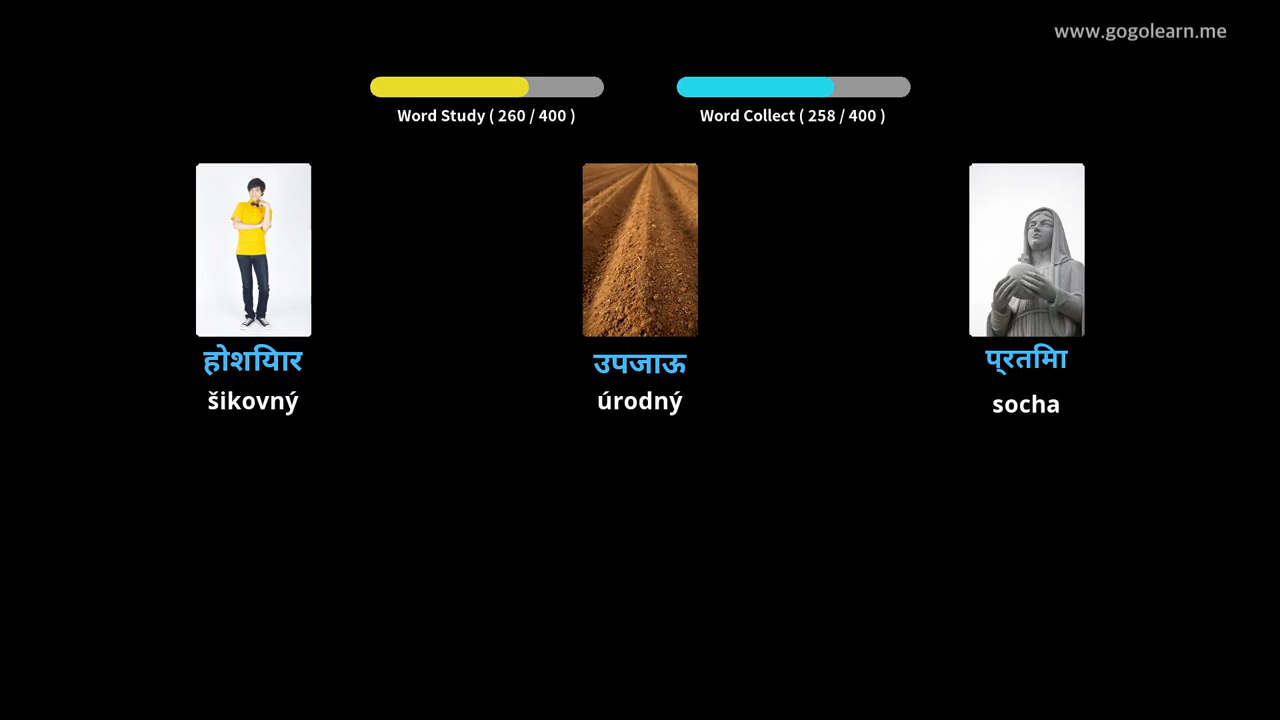 www.gogolearn.me
Word Study ( 260 / 400 )
Word Collect ( 258 / 400 )
होशियार
उपजाऊ
प्रतिमा
šikovný
úrodný
socha